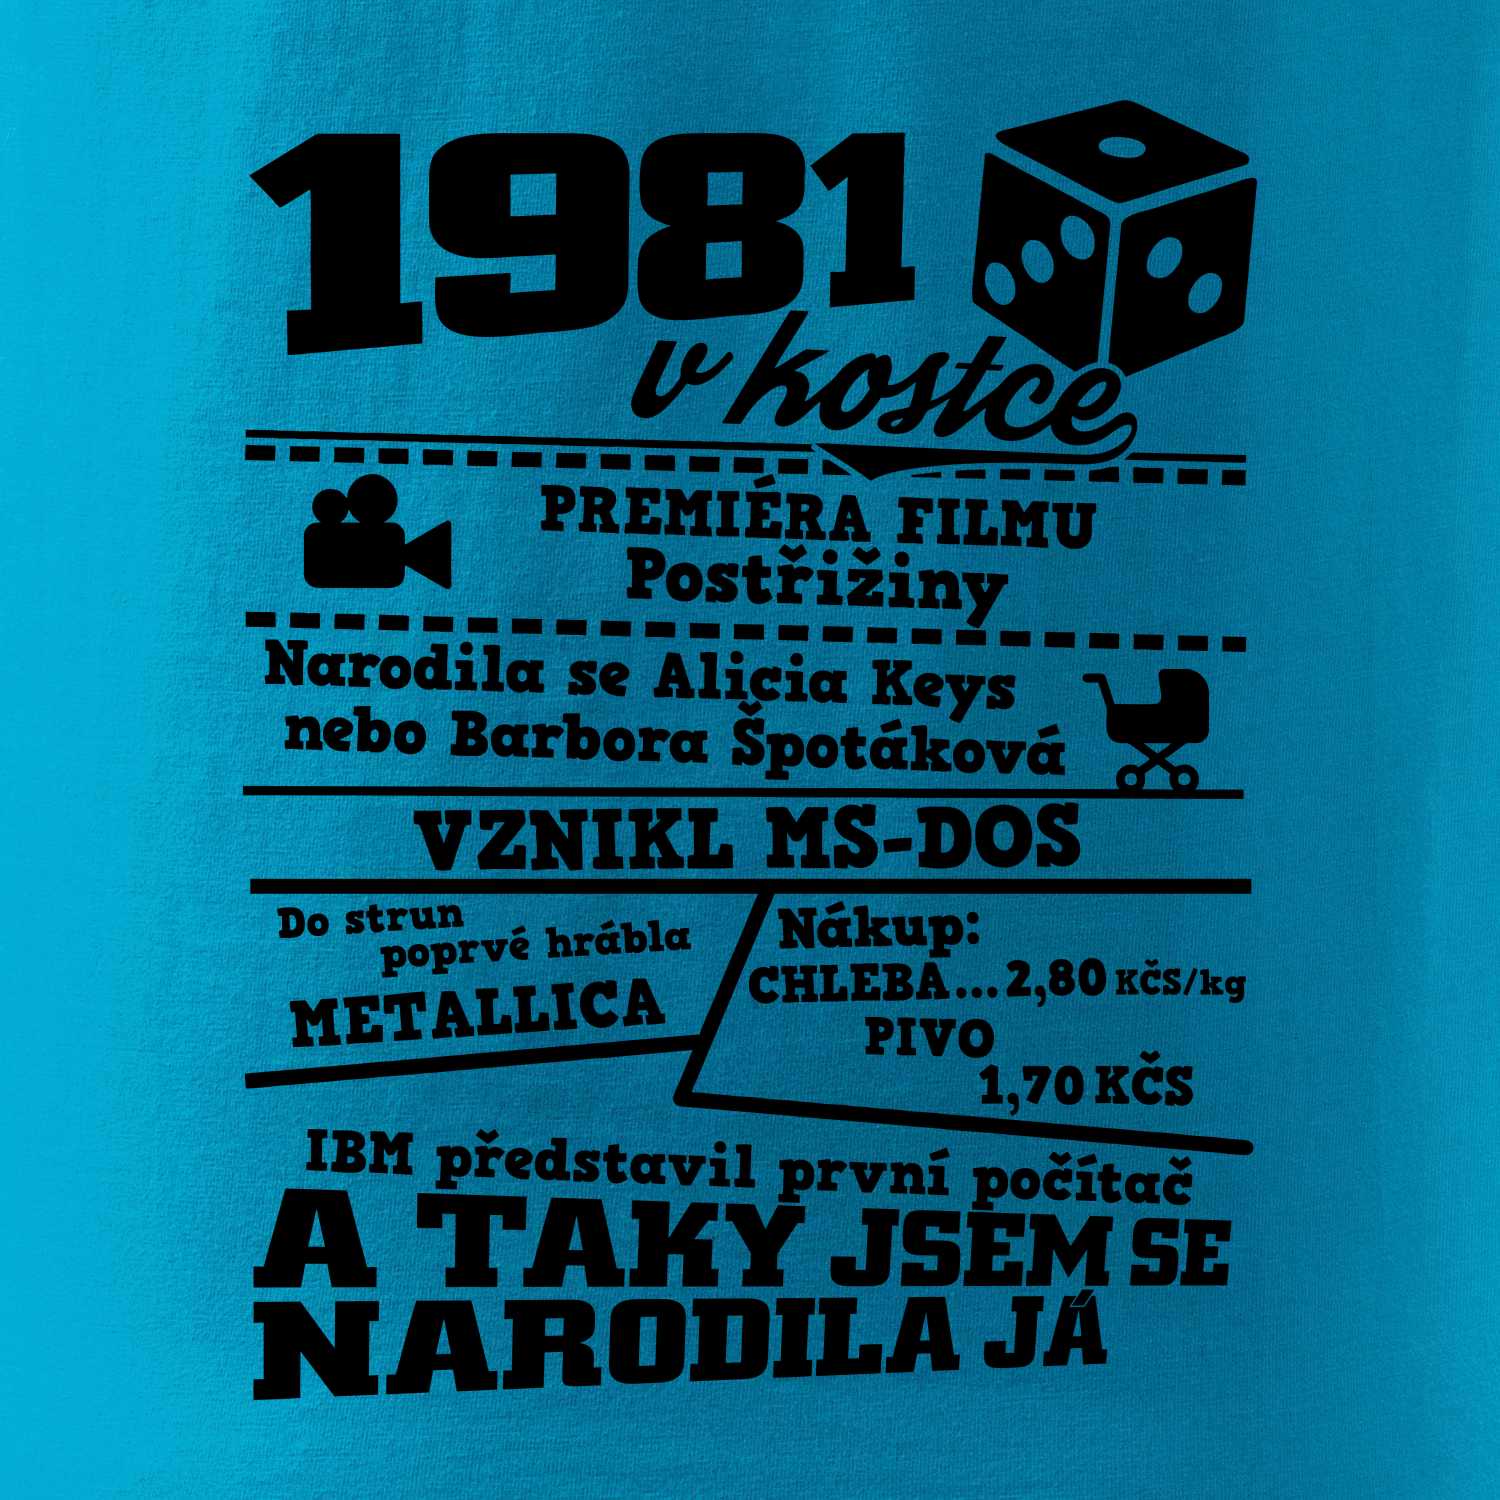 1981
v kostce
PREMIÉRA FILMU
Postřižiny
Narodila se Alicia Keys
nebo Barbora Špotáková
VZNIKL MS-DOS
Do strun
poprvé hrábla
METALLICA
Nákup:
CHLEBA...2,80 KČS/kg
PIVO
1,70 KČS
IBM představil první počítač
A TAKY JSEM SE
NARODILA JÁ